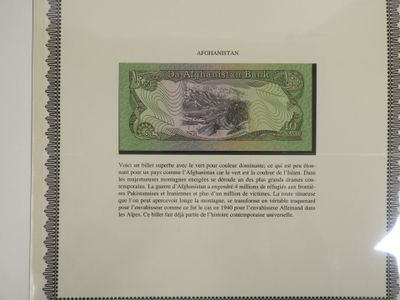 AFGHANISTAN
Da Afghanistan Bank
10
Voici un billet superbe avec le vert pour couleur dominante; ce qui est peu éton-
nant pour un pays comme l'Afghanistan car le vert est la couleur de l'Islam. Dans
les majestueuses montagnes enneigées se déroule un des plus grands drames con-
temporains. La guerre d'Afghanistan a engendré 4 millions de réfugiés aux frontiè-
res Pakistanaises et Iraniennes et plus d'un million de victimes. La route sinueuse
que l'on peut apercevoir longe la montagne, se transforme en véritable traquenard
pour l'envahisseur comme ce fut le cas en 1940 pour l'envahisseur Allemand dans
les Alpes. Ce billet fait déjà partie de l'histoire contemporaine universelle.